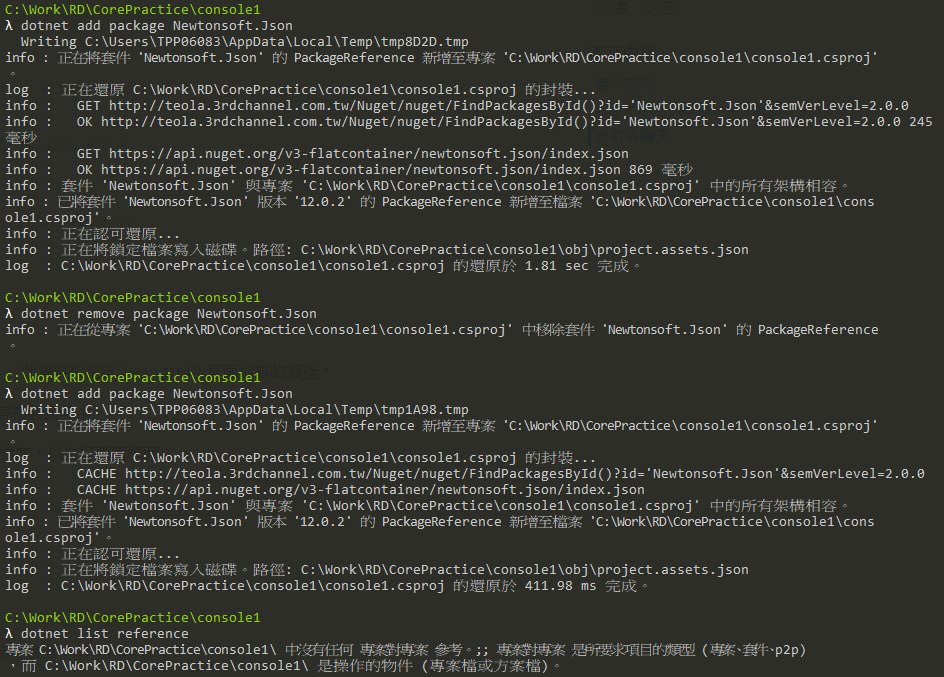 C:\Work\RD\CorePractice\console1
λ dotnet add package Newtonsoft.Json
Writing C:\Users\TPP06083\AppData\Local\Temp\tmp8D2D.tmp
info : 正在將套件 'Newtonsoft.Json' 的 PackageReference 新增至專案 'C:\Work\RD\CorePractice\console1\console1.csproj'
。
log  : 正在還原 C:\Work\RD\CorePractice\console1\console1.csproj 的封裝...
info :   GET http://teola.3rdchannel.com.tw/Nuget/nuget/FindPackagesById()?id='Newtonsoft.Json'&semVerLevel=2.0.0
info :   OK http://teola.3rdchannel.com.tw/Nuget/nuget/FindPackagesById()?id='Newtonsoft.Json'&semVerLevel=2.0.0 245
毫秒
info :   GET https://api.nuget.org/v3-flatcontainer/newtonsoft.json/index.json
info :   OK https://api.nuget.org/v3-flatcontainer/newtonsoft.json/index.json 869 毫秒
info : 套件 'Newtonsoft.Json' 與專案 'C:\Work\RD\CorePractice\console1\console1.csproj' 中的所有架構相容。
info : 已將套件 'Newtonsoft.Json' 版本 '12.0.2' 的 PackageReference 新增至檔案 'C:\Work\RD\CorePractice\console1\cons
ole1.csproj'。
info : 正在認可還原...
info : 正在將鎖定檔案寫入磁碟。路徑: C:\Work\RD\CorePractice\console1\obj\project.assets.json
log  : C:\Work\RD\CorePractice\console1\console1.csproj 的還原於 1.81 sec 完成。
C:\Work\RD\CorePractice\console1
λ dotnet remove package Newtonsoft.Json
info : 正在從專案 'C:\Work\RD\CorePractice\console1\console1.csproj' 中移除套件 'Newtonsoft.Json' 的 PackageReference
。
C:\Work\RD\CorePractice\console1
λ dotnet add package Newtonsoft.Json
Writing C:\Users\TPP06083\AppData\Local\Temp\tmp1A98.tmp
info : 正在將套件 'Newtonsoft.Json' 的 PackageReference 新增至專案 'C:\Work\RD\CorePractice\console1\console1.csproj'
。
log  : 正在還原 C:\Work\RD\CorePractice\console1\console1.csproj 的封裝...
info :   CACHE http://teola.3rdchannel.com.tw/Nuget/nuget/FindPackagesById()?id='Newtonsoft.Json'&semVerLevel=2.0.0
info :   CACHE https://api.nuget.org/v3-flatcontainer/newtonsoft.json/index.json
info : 套件 'Newtonsoft.Json' 與專案 'C:\Work\RD\CorePractice\console1\console1.csproj' 中的所有架構相容。
info : 已將套件 'Newtonsoft.Json' 版本 '12.0.2' 的 PackageReference 新增至檔案 'C:\Work\RD\CorePractice\console1\cons
ole1.csproj'。
info : 正在認可還原...
info : 正在將鎖定檔案寫入磁碟。路徑: C:\Work\RD\CorePractice\console1\obj\project.assets.json
log  : C:\Work\RD\CorePractice\console1\console1.csproj 的還原於 411.98 ms 完成。
C:\Work\RD\CorePractice\console1
λ dotnet list reference
專案 C:\Work\RD\CorePractice\console1\ 中沒有任何 專案對專案 參考。;; 專案對專案 是所要求項目的類型 (專案、套件、p2p)
，而 C:\Work\RD\CorePractice\console1\ 是操作的物件 (專案檔或方案檔)。